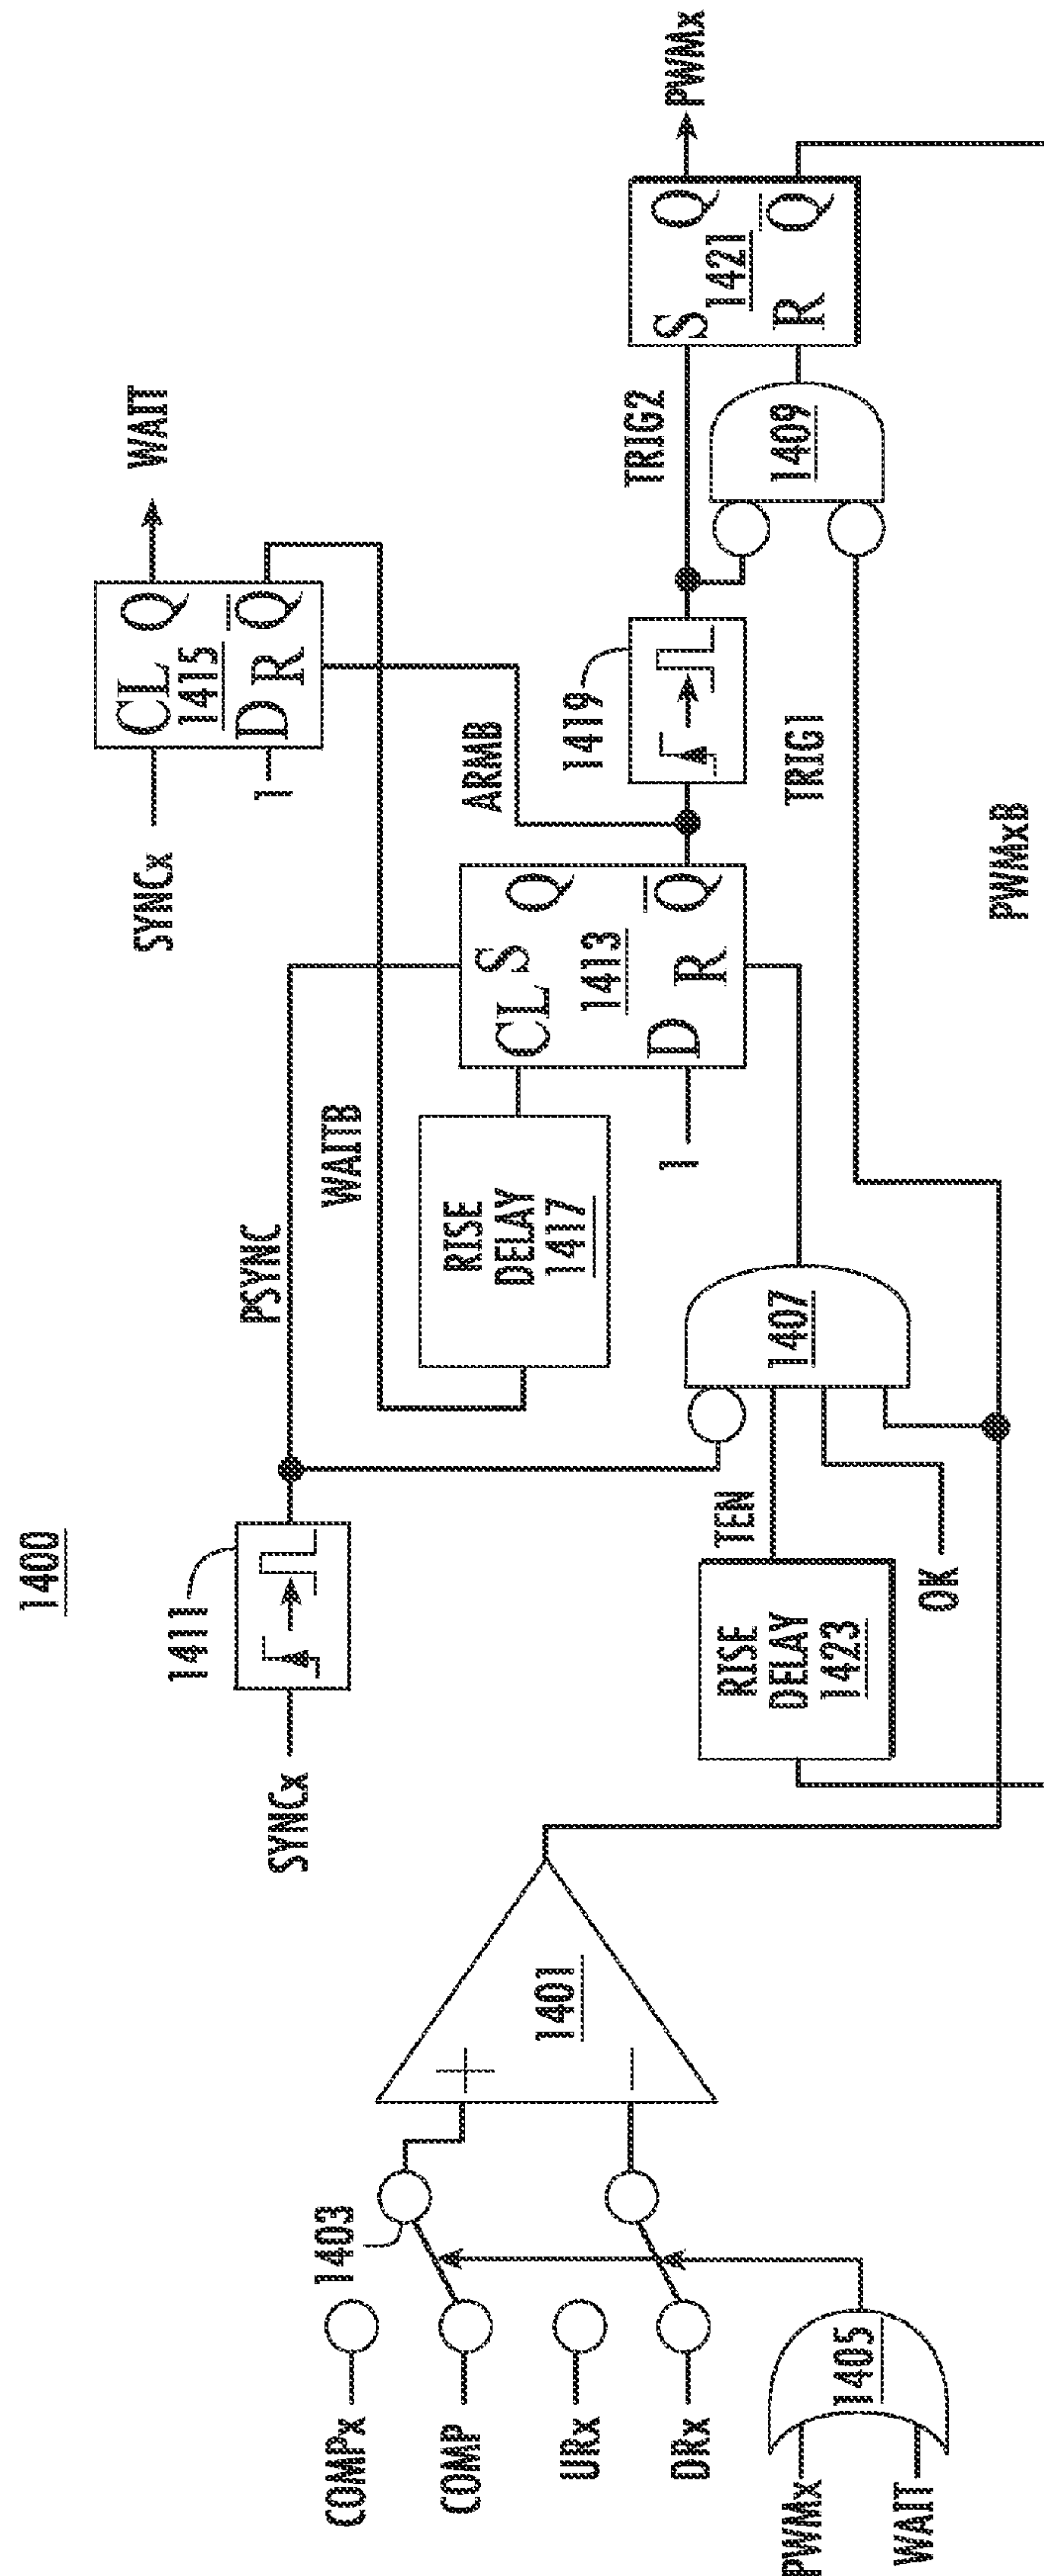 1400
SYNCx
CL
Q
1415
D
R
Q
1
WAIT
SYNCx
1411
PSYNC
WAITB
RISE
DELAY
1417
CL
S
Q
1413
D
R
Q
1
ARMB
1419
TRIG2
S
Q
1421
R
Q
PWMx
1409
TRIG1
COMPx
COMP
URx
DRx
1403
+
−
1401
PWMx
WAIT
1405
RISE
DELAY
1423
TEN
OK
1407
PWMxB